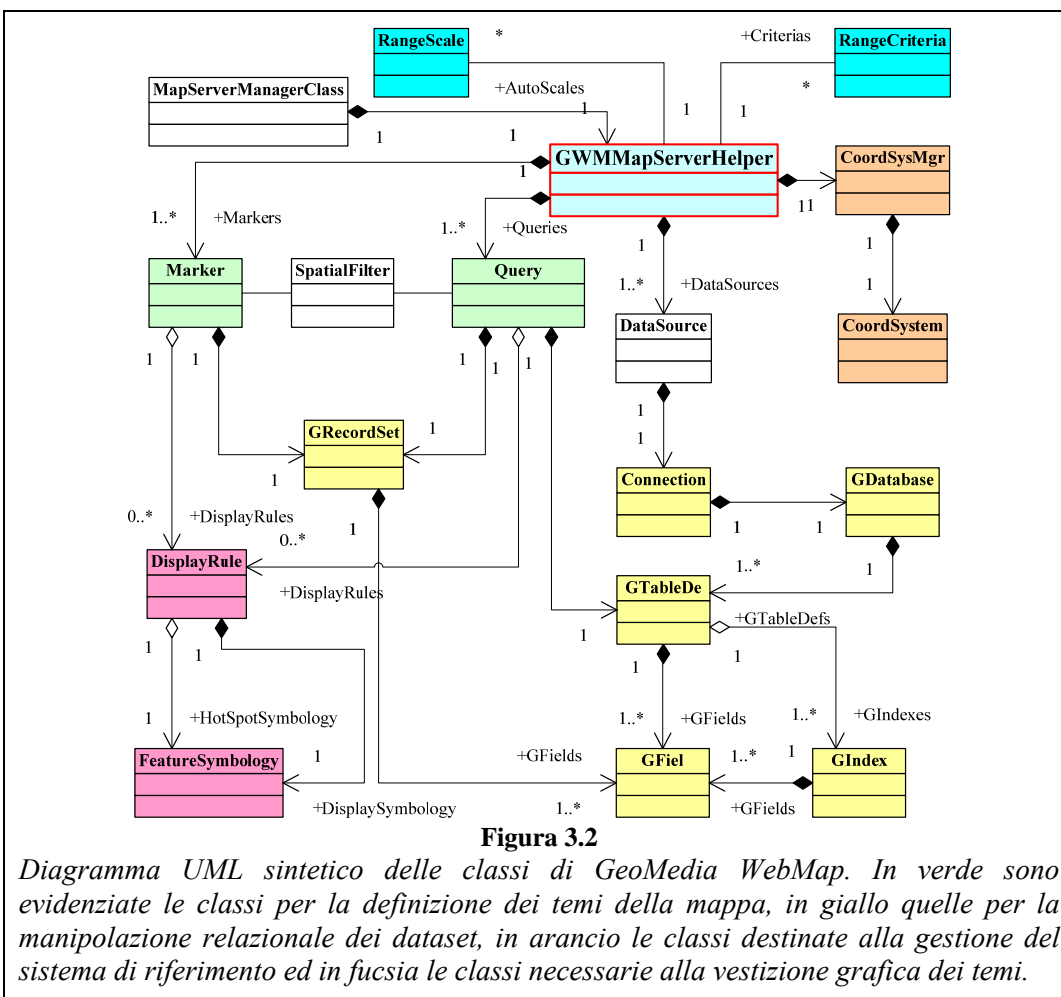 RangeScale
*
+Criterias
RangeCriteria
*
MapServerManagerClass
+AutoScales
1
1
1
1
1
GWMMapServerHelper
CoordSysMgr
1
11
1..*
+Markers
1..*
+Queries
1
1
Marker
SpatialFilter
Query
1..*
+DataSources
1
DataSource
CoordSystem
1
1
1
1
1
1
1
GRecordSet
1
1
Connection
GDatabase
1
1
1
0..*
+DisplayRules
0..*
1..*
1
DisplayRule
+DisplayRules
GTableDe
1
+GTableDefs
1
1
1
1
1
+HotSpotSymbology
1..*
+GFields
1..*
+GIndexes
FeatureSymbology
1
+GFields
GFiel
1..*
1
GIndex
+DisplaySymbology
1..*
+GFields
Figura 3.2
Diagramma UML sintetico delle classi di GeoMedia WebMap. In verde sono
evidenziate le classi per la definizione dei temi della mappa, in giallo quelle per la
manipolazione relazionale dei dataset, in arancio le classi destinate alla gestione del
sistema di riferimento ed in fucsia le classi necessarie alla vestizione grafica dei temi.